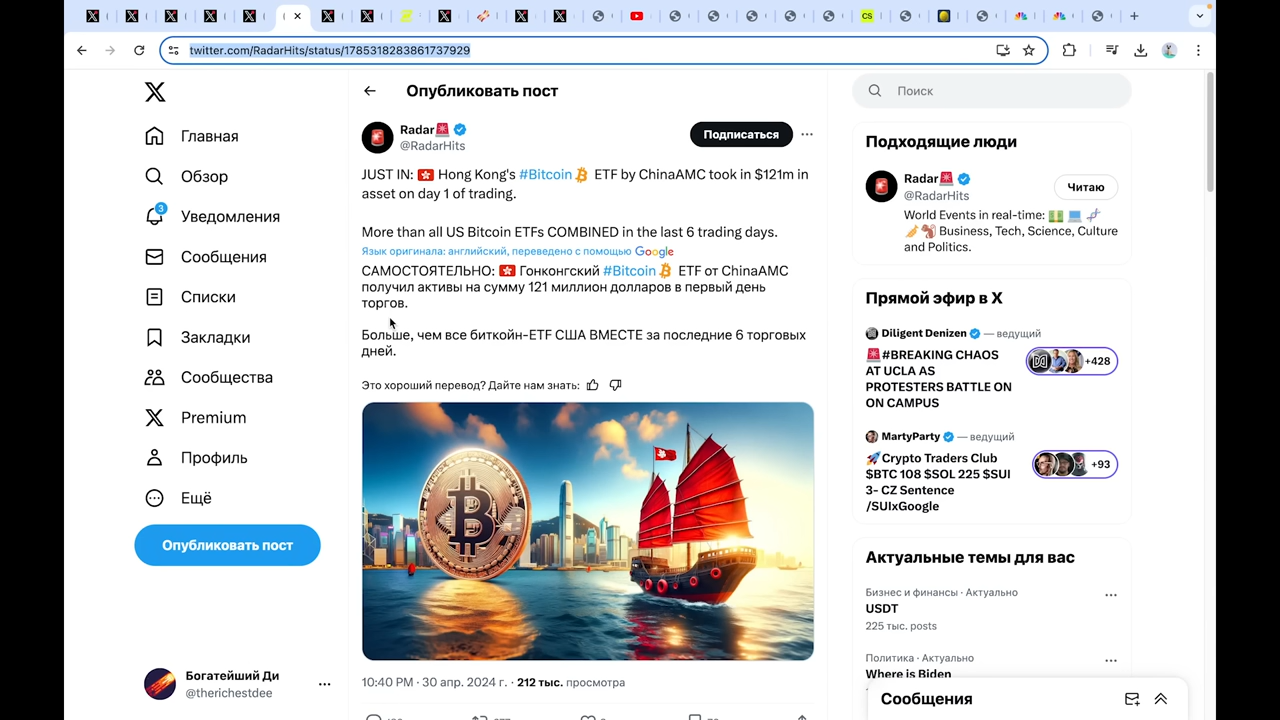 twitter.com/RadarHits/status/1785318283861737929
Главная
Обзор
3
Уведомления
Сообщения
Списки
Закладки
Сообщества
Premium
Профиль
Ещё
Опубликовать пост
Богатейший Ди
@therichestdee
Опубликовать пост
Radar🚨
@RadarHits
Подписаться
JUST IN: 🇭🇰 Hong Kong's #Bitcoin ETF by ChinaAMC took in $121m in
asset on day 1 of trading.
More than all US Bitcoin ETFs COMBINED in the last 6 trading days.
Язык оригинала: английский, переведено с помощью Google
САМОСТОЯТЕЛЬНО: 🇭🇰 Гонконгский #Bitcoin ETF от ChinaAMC
получил активы на сумму 121 миллион долларов в первый день
торгов.
Больше, чем все биткойн-ETF США ВМЕСТЕ за последние 6 торговых
дней.
Это хороший перевод? Дайте нам знать:
10:40 PM · 30 апр. 2024 г. · 212 тыс. просмотра
Поиск
Подходящие люди
Radar🚨
@RadarHits
Читаю
World Events in real-time: 💵 💻 🧬
Business, Tech, Science, Culture
and Politics.
Прямой эфир в X
Diligent Denizen — ведущий
🚨#BREAKING CHAOS
AT UCLA AS
PROTESTERS BATTLE ON
ON CAMPUS
+428
MartyParty — ведущий
🚀Crypto Traders Club
$BTC 108 $SOL 225 $SUI
3- CZ Sentence
/SUIxGoogle
+93
Актуальные темы для вас
Бизнес и финансы · Актуально
USDT
225 тыс. posts
Политика · Актуально
Where is Biden
Сообщения